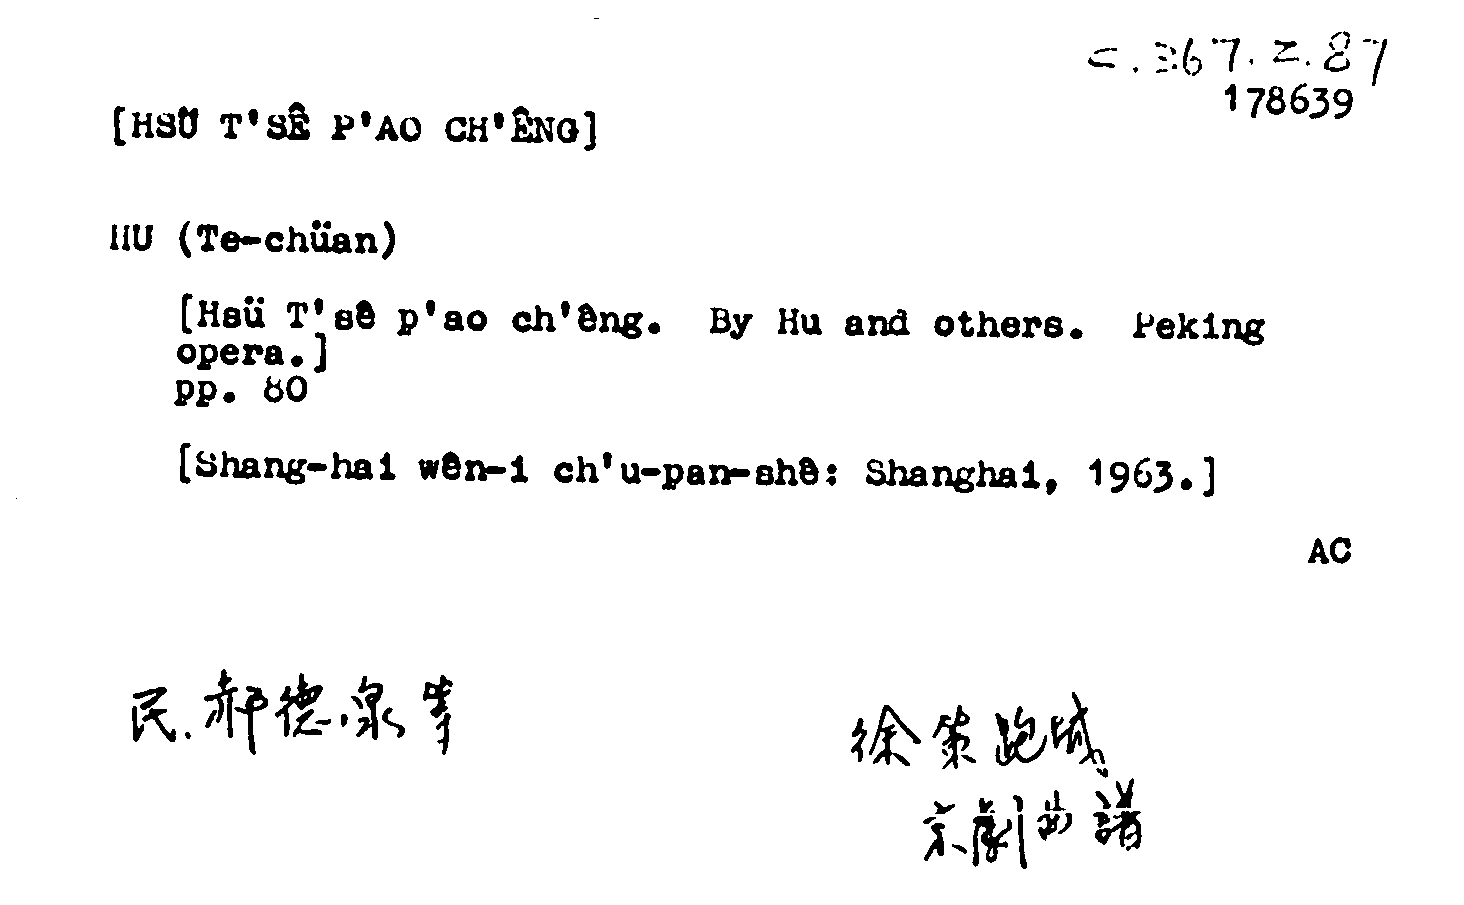 c.367.z.87
178639
[HSÜ T'SÊ P'AO CH'ÊNG]
HU (Te-chüan)
[Hsü T'sê p'ao ch'êng. By Hu and others. Peking
opera.]
pp. 80
[Shang-hai wên-i ch'u-pan-shê: Shanghai, 1963.]
AC
民. 郝德泉等
徐策跑城
京劇曲譜